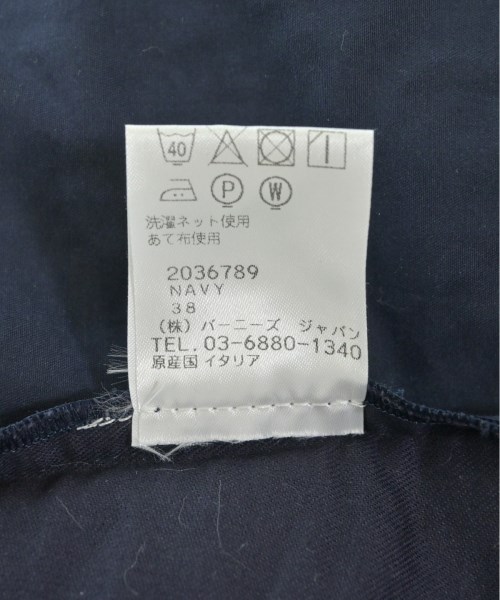 40
P W
洗濯ネット使用
あて布使用
2036789
NAVY
38
(株) バーニーズ ジャパン
TEL. 03-6880-1340
原産国 イタリア